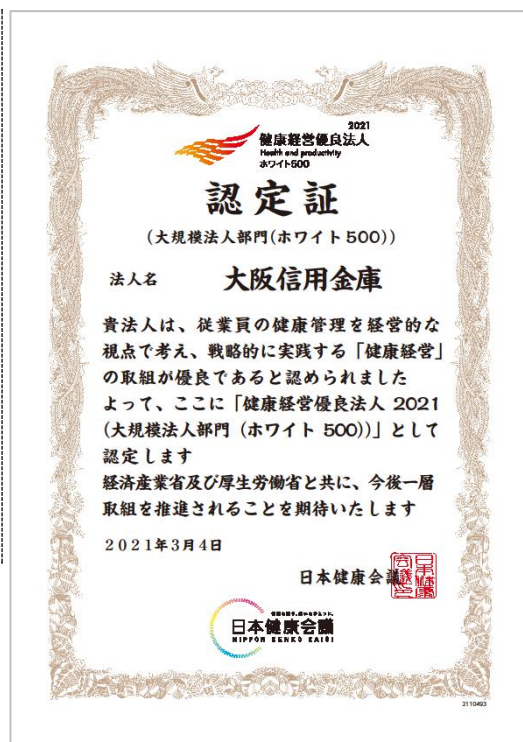 2021
健康経営優良法人
Health and productivity
ホワイト500
認定証
(大規模法人部門(ホワイト500))
法人名 大阪信用金庫
貴法人は、従業員の健康管理を経営的な
視点で考え、戦略的に実践する「健康経営」
の取組が優良であると認められました
よって、ここに「健康経営優良法人 2021
(大規模法人部門 (ホワイト 500))」として
認定します
経済産業省及び厚生労働省と共に、今後一層
取組を推進されることを期待いたします
2021年3月4日
日本健康会議
日本健康会議
NIPPON KENKO KAIGI
2110493